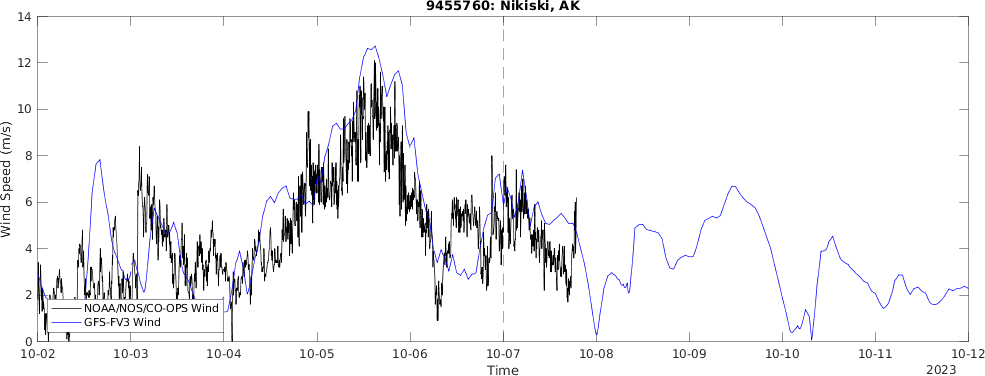 9455760: Nikiski, AK
14
12
10
8
6
4
2
0
Wind Speed (m/s)
NOAA/NOS/CO-OPS Wind
GFS-FV3 Wind
10-02 10-03 10-04 10-05 10-06 10-07 10-08 10-09 10-10 10-11 10-12
Time
2023